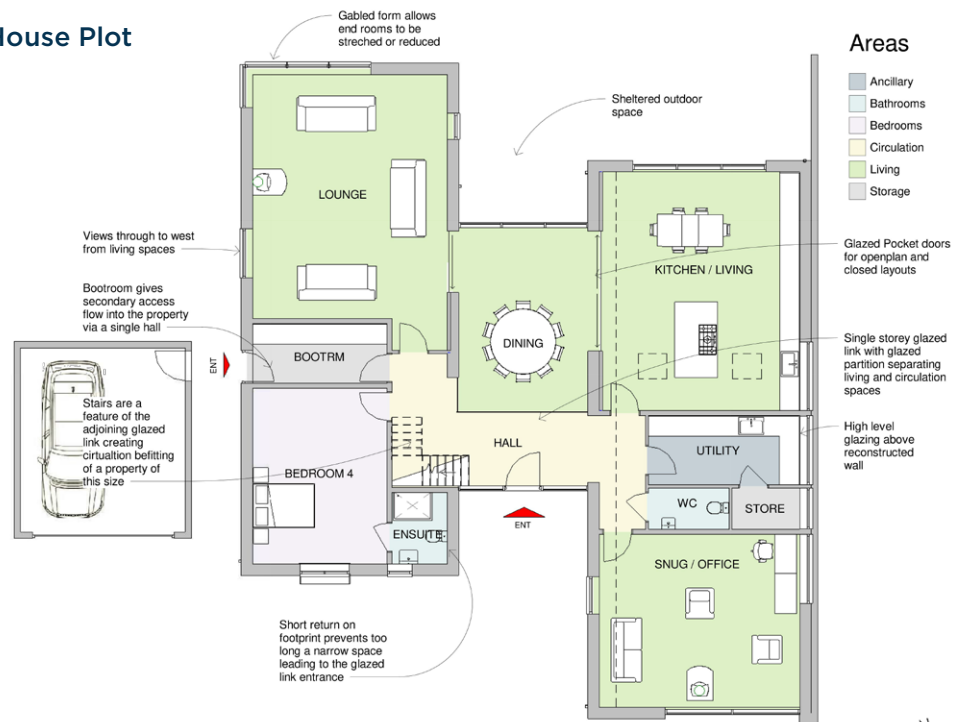 House Plot
Gabled form allows
end rooms to be
streched or reduced
Areas
Ancillary
Bathrooms
Bedrooms
Circulation
Living
Storage
Sheltered outdoor
space
LOUNGE
Views through to west
from living spaces
KITCHEN / LIVING
Glazed Pocket doors
for openplan and
closed layouts
Bootroom gives
secondary access
flow into the property
via a single hall
ENT
BOOTRM
DINING
Single storey glazed
link with glazed
partition separating
living and circulation
spaces
Stairs are a
feature of the
adjoining glazed
link creating
cirtualtion befitting
of a property of
this size
BEDROOM 4
HALL
UTILITY
High level
glazing above
reconstructed
wall
WC
STORE
ENSUITE
ENT
SNUG / OFFICE
Short return on
footprint prevents too
long a narrow space
leading to the glazed
link entrance